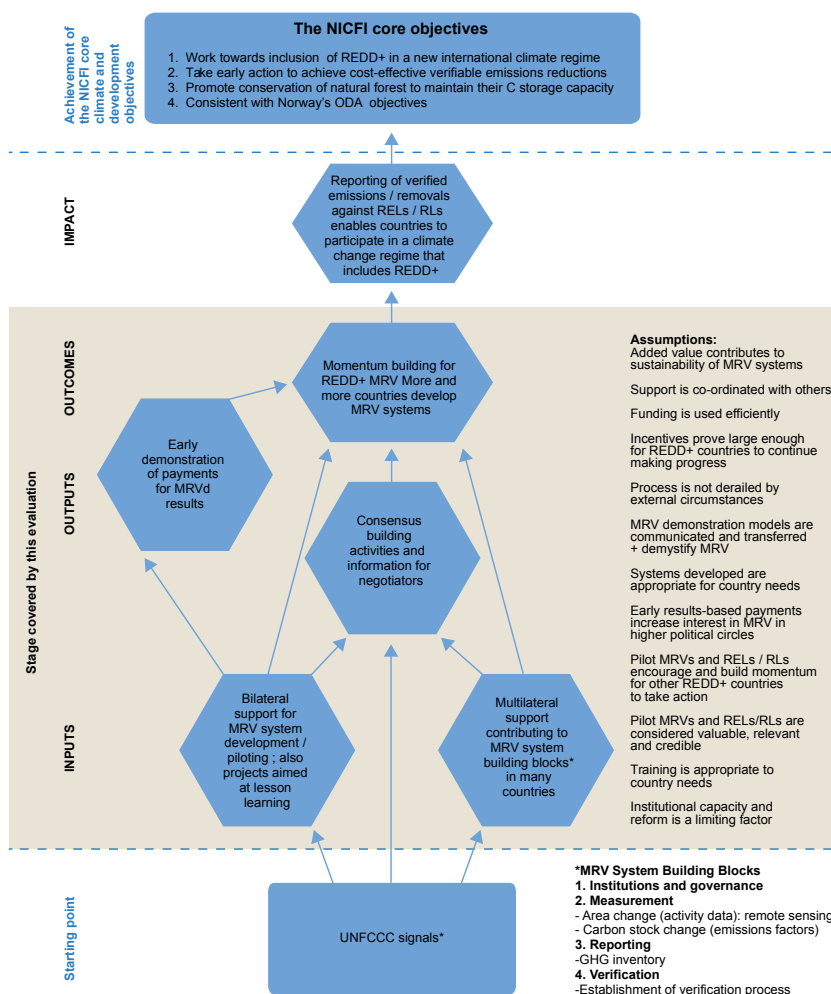 Achievement of
the NICFI core
climate and
development
objectives
The NICFI core objectives
1. Work towards inclusion of REDD+ in a new international climate regime
2. Take early action to achieve cost-effective verifiable emissions reductions
3. Promote conservation of natural forest to maintain their C storage capacity
4. Consistent with Norway's ODA objectives
IMPACT
Reporting of verified
emissions / removals
against RELs / RLs
enables countries to
participate in a climate
change regime that
includes REDD+
Stage covered by this evaluation
OUTCOMES
Momentum building for
REDD+ MRV More and
more countries develop
MRV systems
Early
demonstration
of payments
for MRVd
results
OUTPUTS
Consensus
building
activities and
information for
negotiators
INPUTS
Bilateral
support for
MRV system
development /
piloting ; also
projects aimed
at lesson
learning
Multilateral
support
contributing to
MRV system
building blocks*
in many
countries
Assumptions:
Added value contributes to
sustainability of MRV systems
Support is co-ordinated with others
Funding is used efficiently
Incentives prove large enough
for REDD+ countries to continue
making progress
Process is not derailed by
external circumstances
MRV demonstration models are
communicated and transferred
+ demystify MRV
Systems developed are
appropriate for country needs
Early results-based payments
increase interest in MRV in
higher political circles
Pilot MRVs and RELs / RLs
encourage and build momentum
for other REDD+ countries
to take action
Pilot MRVs and RELs/RLs are
considered valuable, relevant
and credible
Training is appropriate to
country needs
Institutional capacity and
reform is a limiting factor
Starting point
UNFCCC signals*
*MRV System Building Blocks
1. Institutions and governance
2. Measurement
- Area change (activity data): remote sensing
- Carbon stock change (emissions factors)
3. Reporting
-GHG inventory
4. Verification
-Establishment of verification process